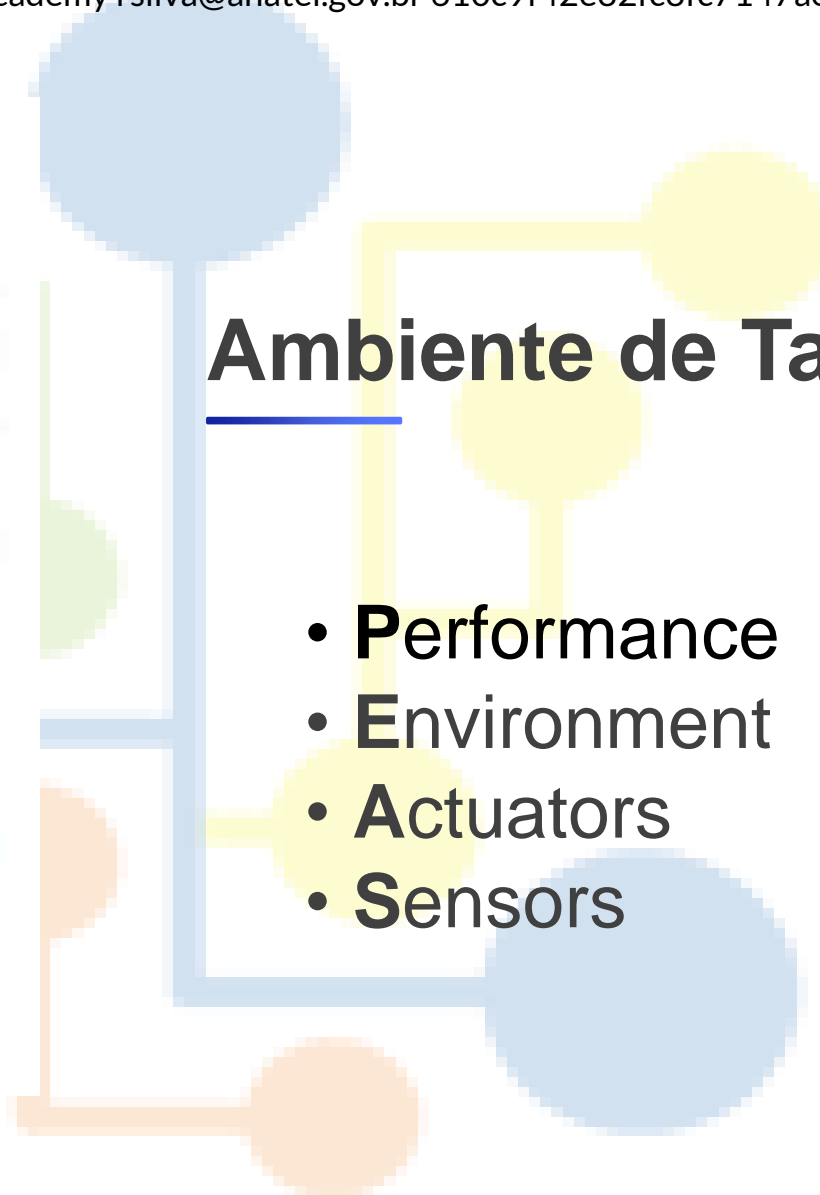 Ambiente de Ta
• Performance
• Environment
• Actuators
• Sensors